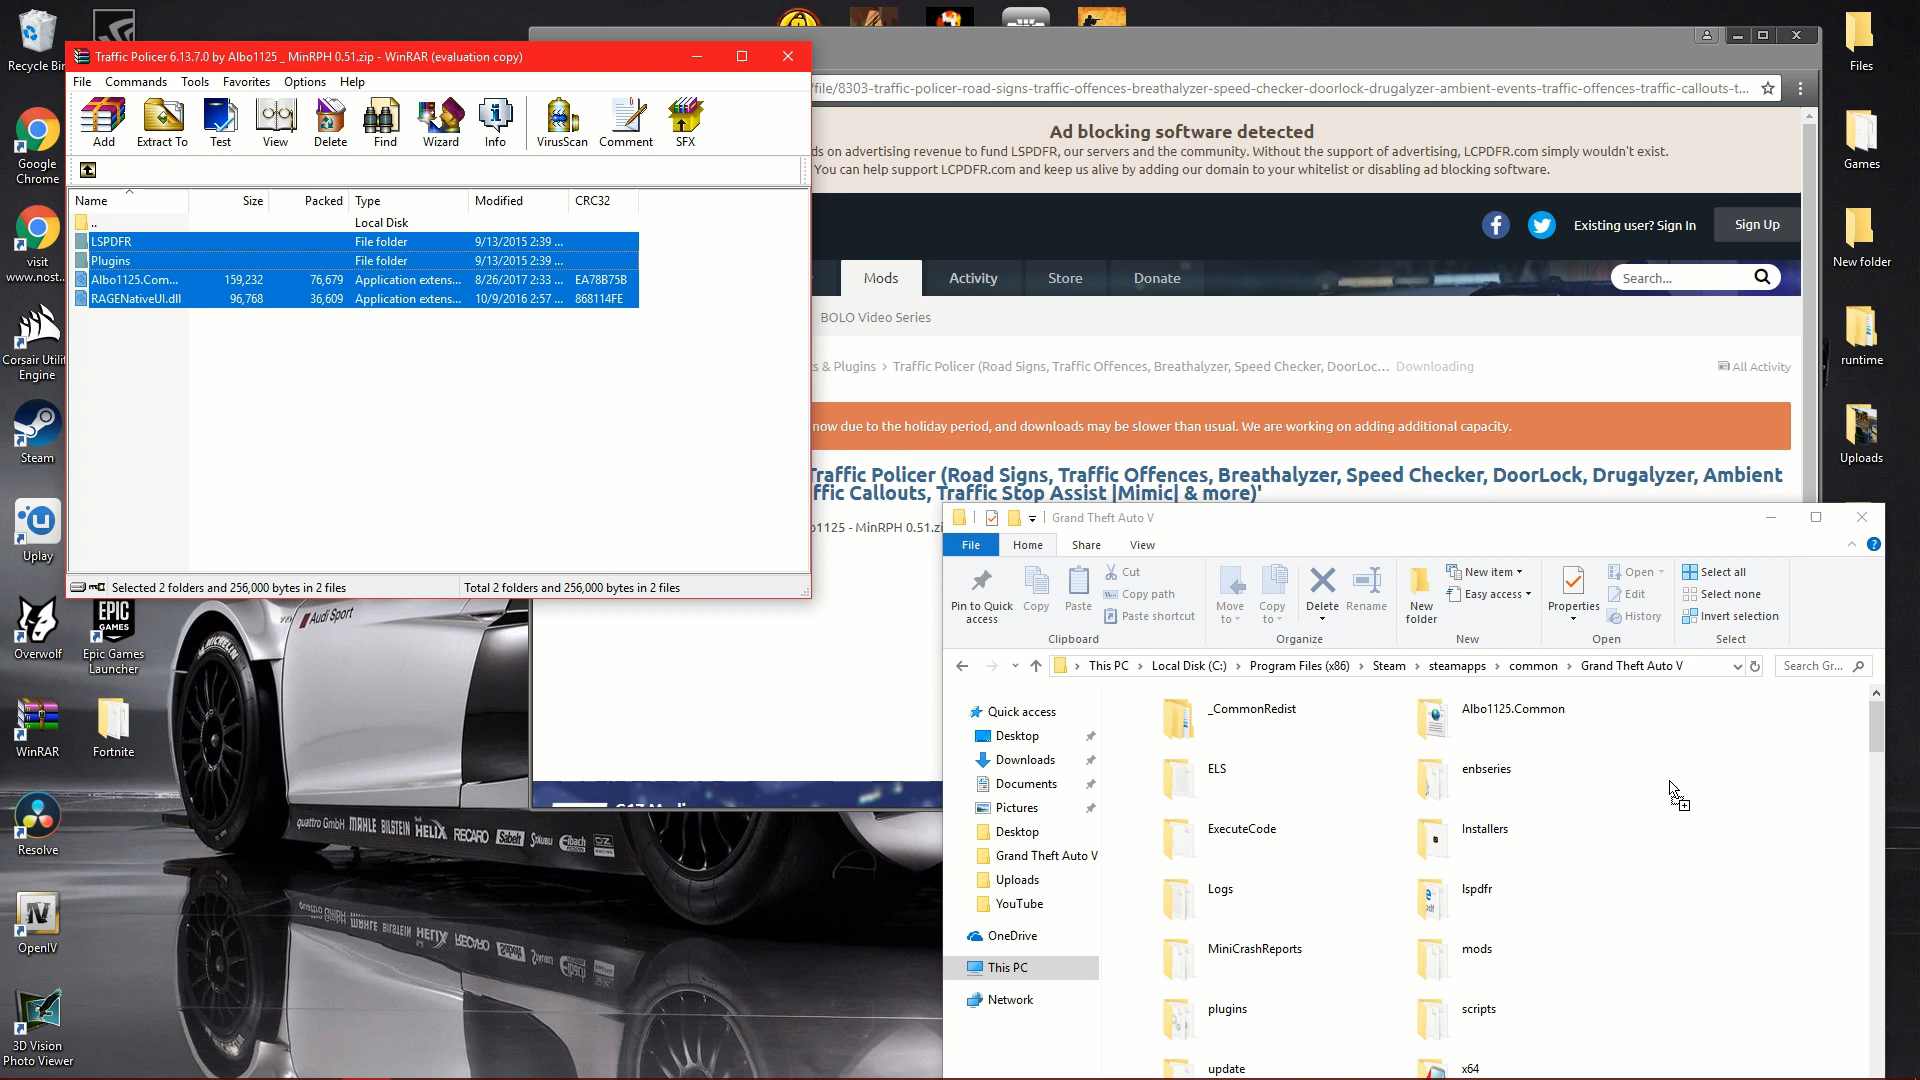 Recycle Bin
Google
Chrome
visit
www.nost...
Corsair Utilit
Engine
Steam
Uplay
Overwolf
EPIC
GAMES
Epic Games
Launcher
WinRAR
Fortnite
Resolve
OpenIV
3D Vision
Photo Viewer
Traffic Policer 6.13.7.0 by Albo1125 _ MinRPH 0.51.zip - WinRAR (evaluation copy)
File Commands Tools Favorites Options Help
Add Extract To Test View Delete Find Wizard Info VirusScan Comment SFX
Name Size Packed Type Modified CRC32
.. Local Disk
LSPDFR File folder 9/13/2015 2:39 ...
Plugins File folder 9/13/2015 2:39 ...
Albo1125.Com... 159,232 76,679 Application extens... 8/26/2017 2:33 ... EA78B75B
RAGENativeUI.dll 96,768 36,609 Application extens... 10/9/2016 2:57 ... 868114FE
Selected 2 folders and 256,000 bytes in 2 files Total 2 folders and 256,000 bytes in 2 files
/file/8303-traffic-policer-road-signs-traffic-offences-breathalyzer-speed-checker-doorlock-drugalyzer-ambient-events-traffic-offences-traffic-callouts-t...
Ad blocking software detected
ds on advertising revenue to fund LSPDFR, our servers and the community. Without the support of advertising, LCPDFR.com simply wouldn't exist.
You can help support LCPDFR.com and keep us alive by adding our domain to your whitelist or disabling ad blocking software.
Existing user? Sign In Sign Up
Mods Activity Store Donate Search...
BOLO Video Series
s & Plugins > Traffic Policer (Road Signs, Traffic Offences, Breathalyzer, Speed Checker, DoorLoc... Downloading All Activity
now due to the holiday period, and downloads may be slower than usual. We are working on adding additional capacity.
Traffic Policer (Road Signs, Traffic Offences, Breathalyzer, Speed Checker, DoorLock, Drugalyzer, Ambient
ffic Callouts, Traffic Stop Assist |Mimic| & more)'
o1125 - MinRPH 0.51.zi
Grand Theft Auto V
File Home Share View
Pin to Quick
access
Copy
Paste
Cut
Copy path
Paste shortcut
Clipboard
Move
to
Copy
to
Delete
Rename
Organize
New
folder
New item
Easy access
New
Properties
Open
Edit
History
Open
Select all
Select none
Invert selection
Select
This PC > Local Disk (C:) > Program Files (x86) > Steam > steamapps > common > Grand Theft Auto V Search Gr...
Quick access
Desktop
Downloads
Documents
Pictures
Desktop
Grand Theft Auto V
Uploads
YouTube
OneDrive
This PC
Network
_CommonRedist Albo1125.Common
ELS enbseries
ExecuteCode Installers
Logs lspdfr
MiniCrashReports mods
plugins scripts
update x64
Files
Games
New folder
runtime
Uploads
Audi Sport
MICHELIN
quattro GmbH MAHLE BILSTEIN HELIX RECARO Sabelt Eibach OZ